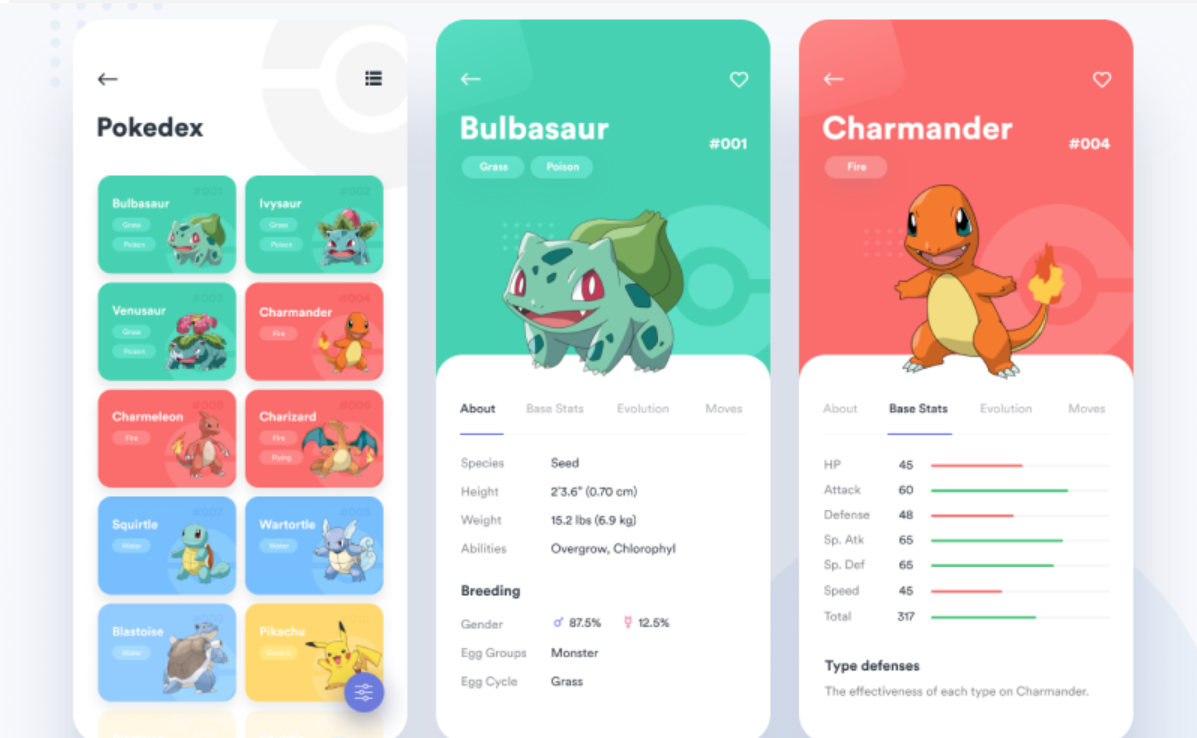 Pokedex
#001
Bulbasaur
Grass
Poison
#002
Ivysaur
Grass
Poison
#003
Venusaur
Grass
Poison
#004
Charmander
Fire
#005
Charmeleon
Fire
#006
Charizard
Fire
Flying
#007
Squirtle
Water
#008
Wartortle
Water
Blastoise
Water
Pikachu
Electric
Bulbasaur
#001
Grass Poison
About Base Stats Evolution Moves
Species Seed
Height 2'3.6" (0.70 cm)
Weight 15.2 lbs (6.9 kg)
Abilities Overgrow, Chlorophyl
Breeding
Gender ♂ 87.5% ☿ 12.5%
Egg Groups Monster
Egg Cycle Grass
Charmander
#004
Fire
About Base Stats Evolution Moves
HP 45
Attack 60
Defense 48
Sp. Atk 65
Sp. Def 65
Speed 45
Total 317
Type defenses
The effectiveness of each type on Charmander.